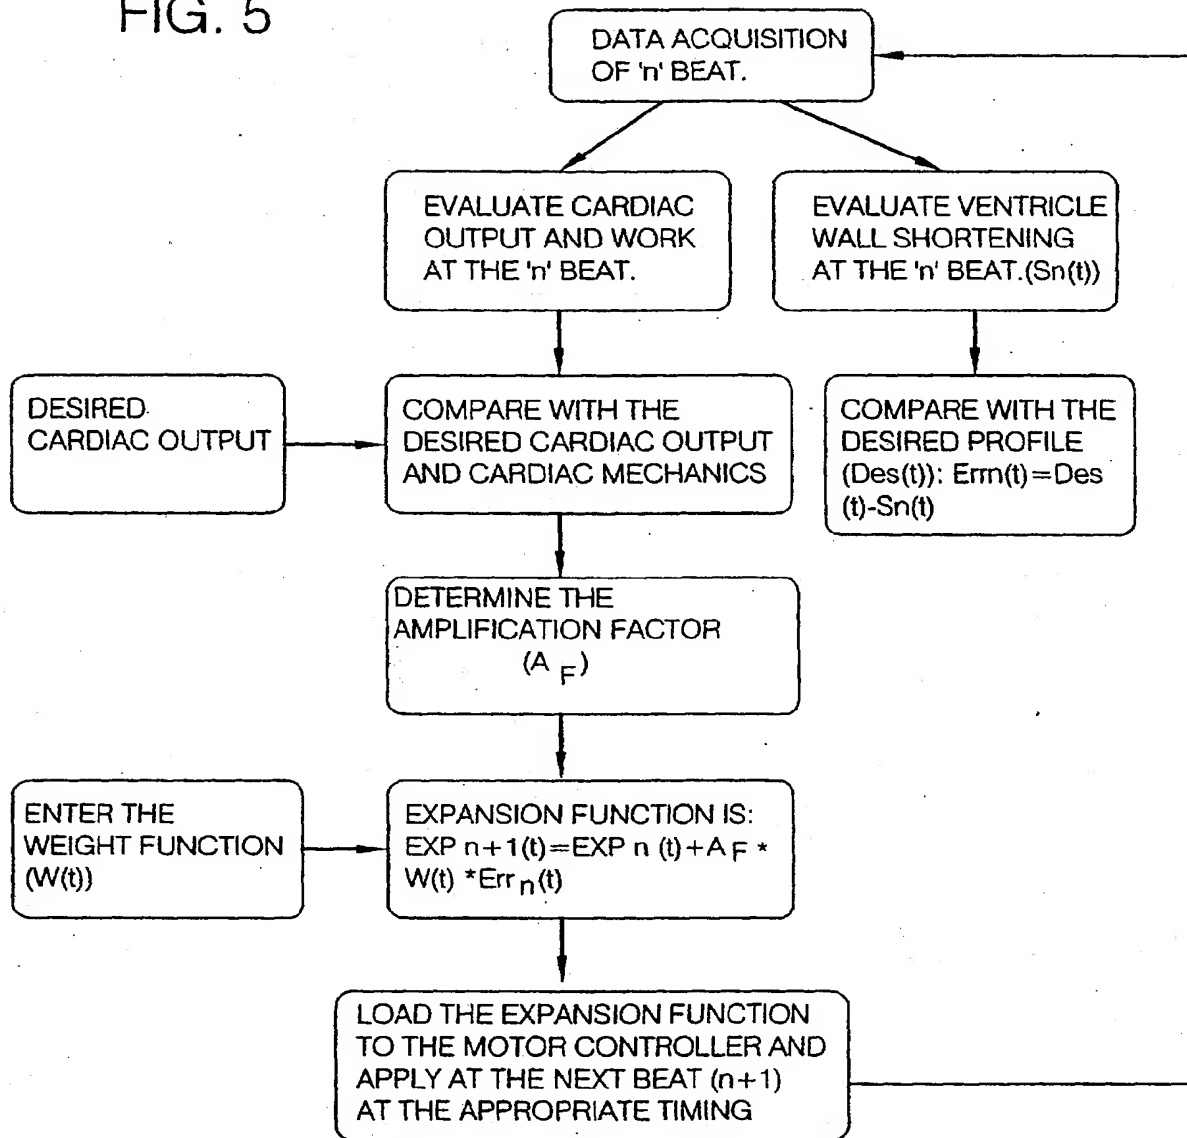 FIG. 5
DATA ACQUISITION
OF 'n' BEAT.
EVALUATE CARDIAC
OUTPUT AND WORK
AT THE 'n' BEAT.
EVALUATE VENTRICLE
WALL SHORTENING
AT THE 'n' BEAT.(Sn(t))
DESIRED
CARDIAC OUTPUT
COMPARE WITH THE
DESIRED CARDIAC OUTPUT
AND CARDIAC MECHANICS
COMPARE WITH THE
DESIRED PROFILE
(Des(t)): Errn(t)=Des
(t)-Sn(t)
DETERMINE THE
AMPLIFICATION FACTOR
(A F)
ENTER THE
WEIGHT FUNCTION
(W(t))
EXPANSION FUNCTION IS:
EXP n+1(t)=EXP n (t)+A F *
W(t) *Err n(t)
LOAD THE EXPANSION FUNCTION
TO THE MOTOR CONTROLLER AND
APPLY AT THE NEXT BEAT (n+1)
AT THE APPROPRIATE TIMING